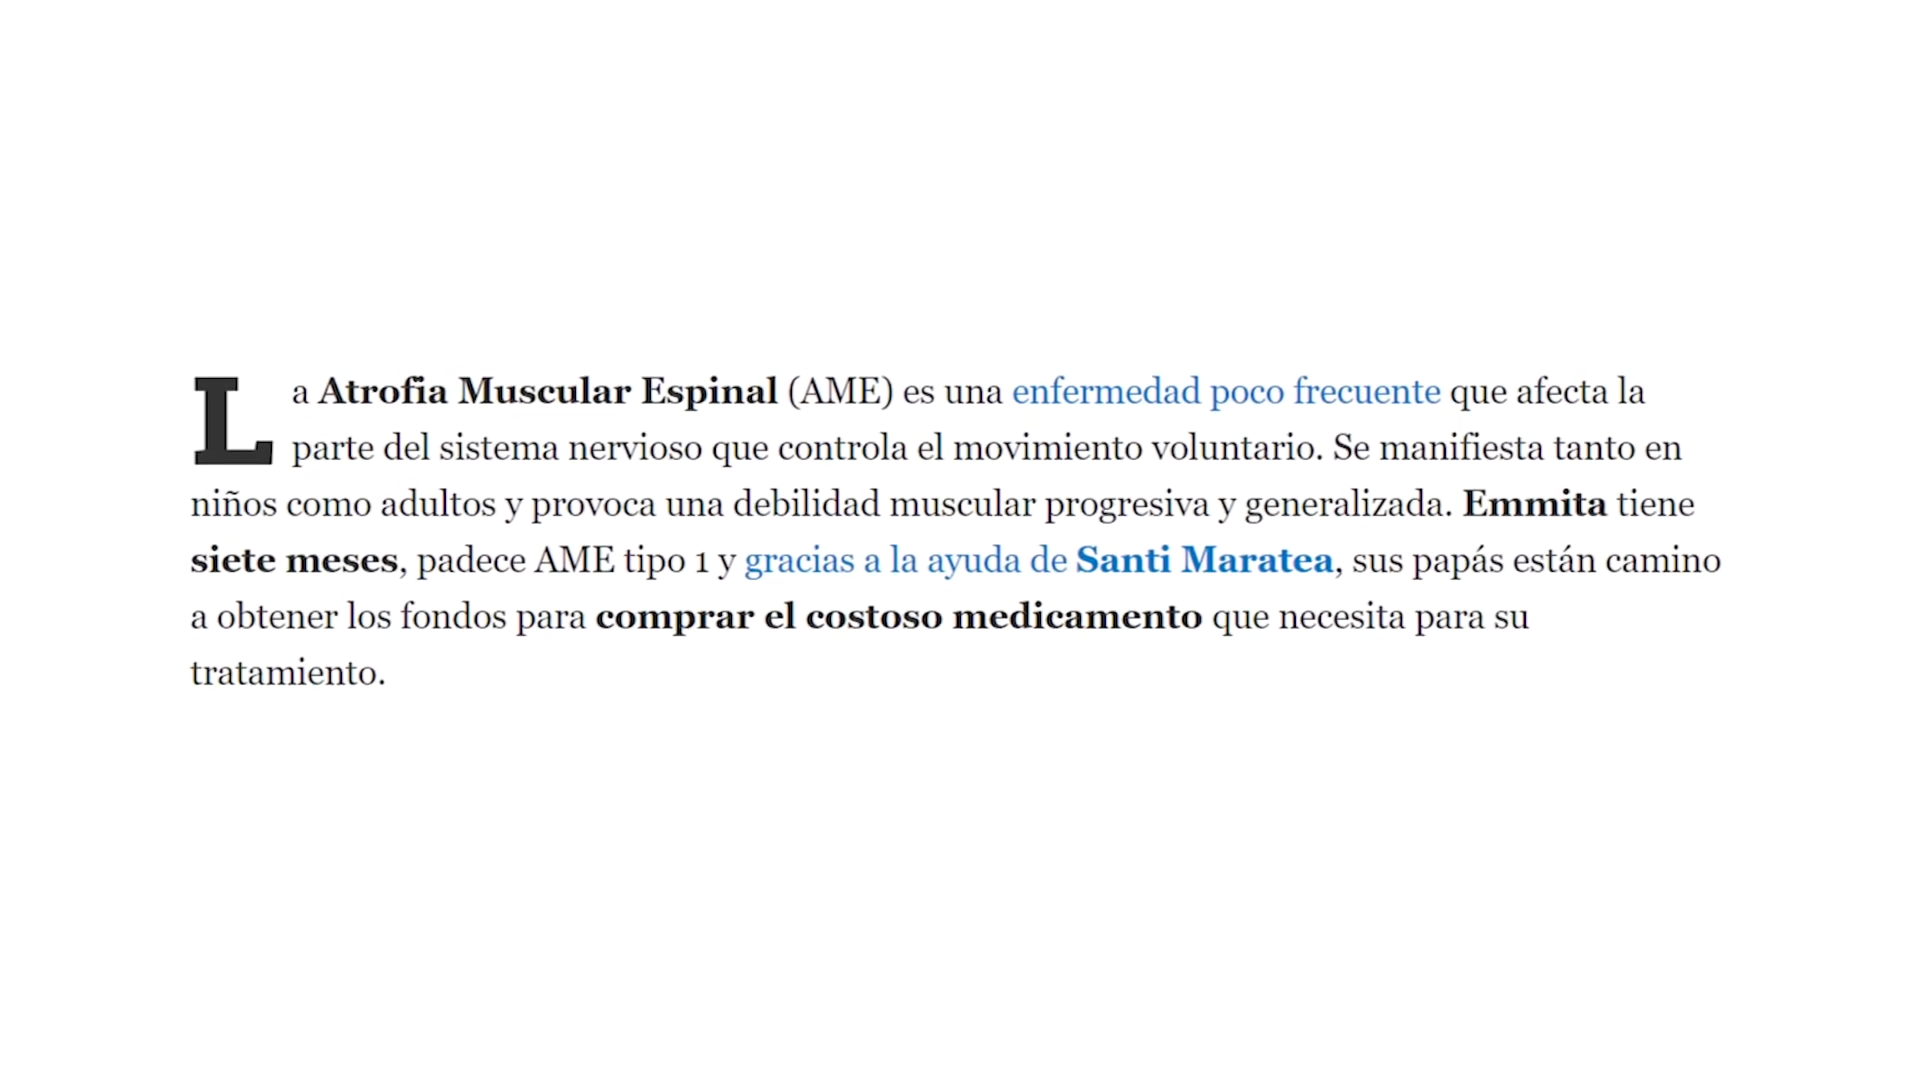 La Atrofia Muscular Espinal (AME) es una enfermedad poco frecuente que afecta la
parte del sistema nervioso que controla el movimiento voluntario. Se manifiesta tanto en
niños como adultos y provoca una debilidad muscular progresiva y generalizada. Emmita tiene
siete meses, padece AME tipo 1 y gracias a la ayuda de Santi Maratea, sus papás están camino
a obtener los fondos para comprar el costoso medicamento que necesita para su
tratamiento.